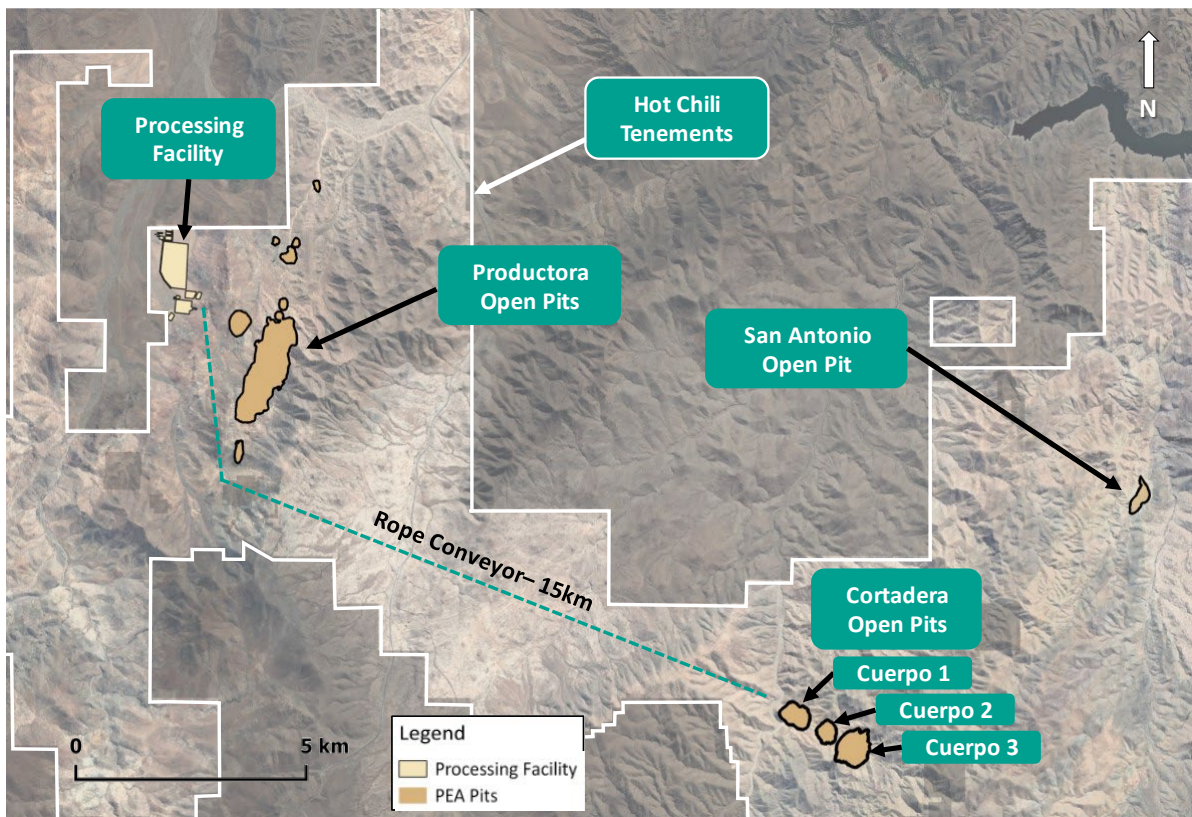 Processing
Facility
Hot Chili
Tenements
N
Productora
Open Pits
San Antonio
Open Pit
Rope Conveyor– 15km
Cortadera
Open Pits
Cuerpo 1
Cuerpo 2
Cuerpo 3
0
5 km
Legend
Processing Facility
PEA Pits